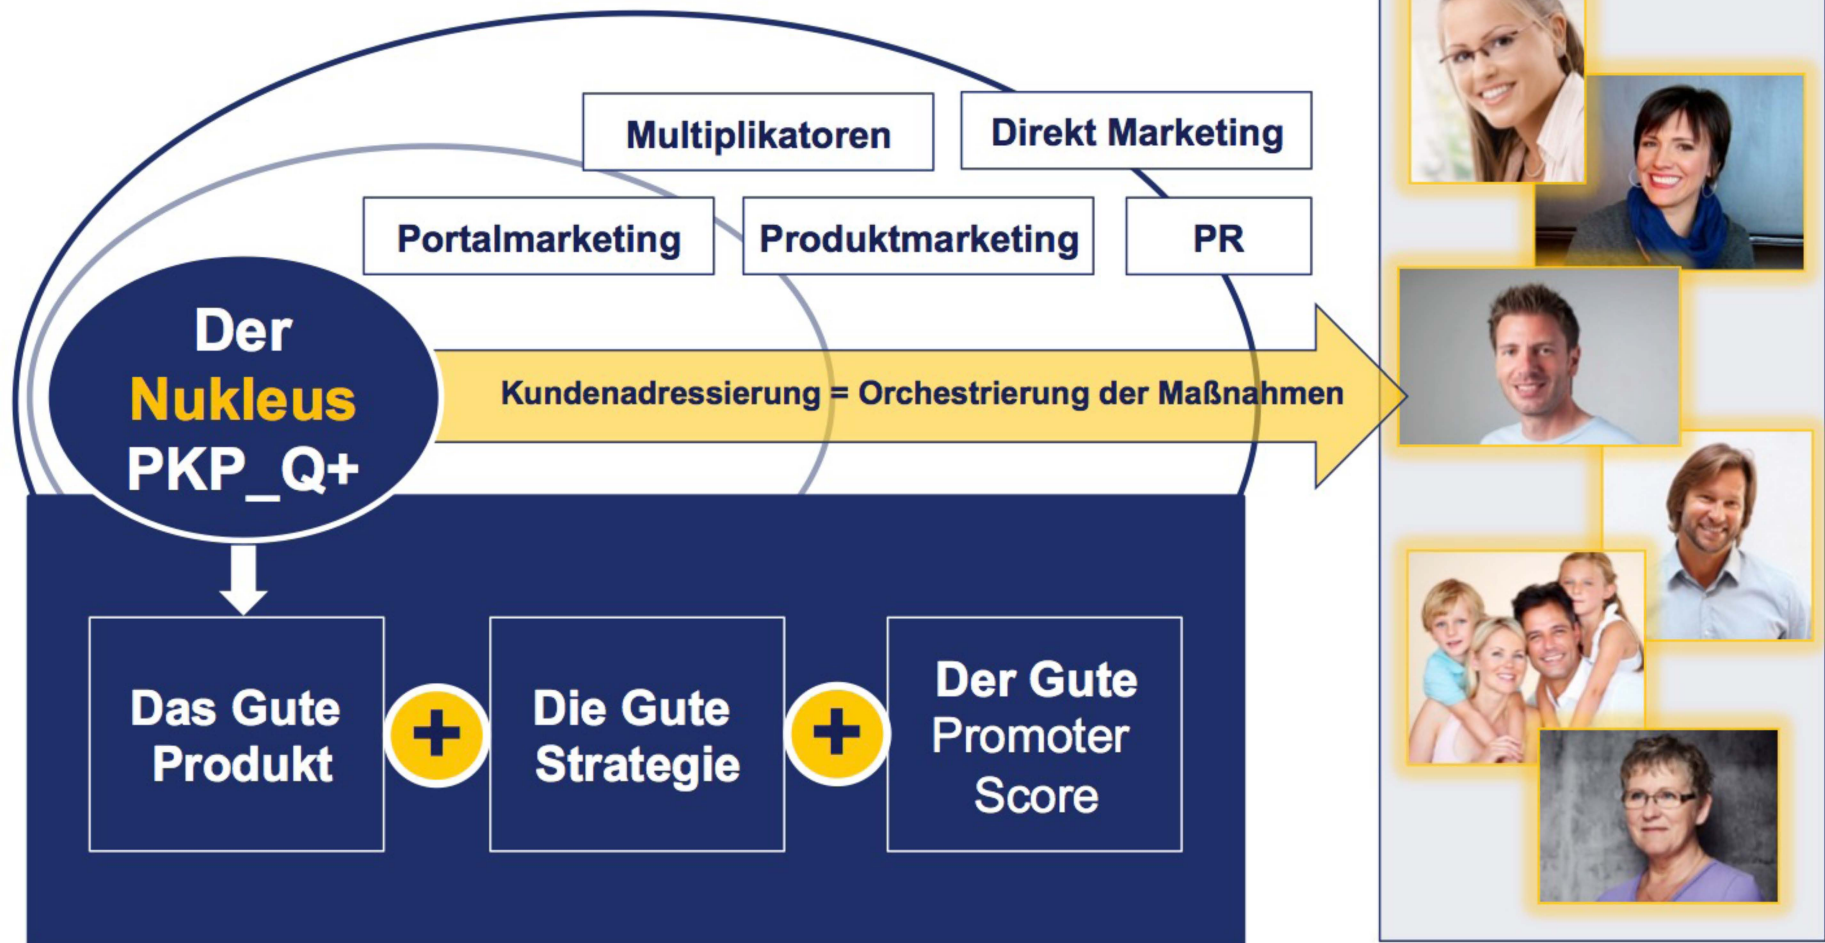 Multiplikatoren
Direkt Marketing
Portalmarketing
Produktmarketing
PR
Der
Nukleus
PKP_Q+
Kundenadressierung = Orchestrierung der Maßnahmen
Das Gute
Produkt
+
Die Gute
Strategie
+
Der Gute
Promoter
Score